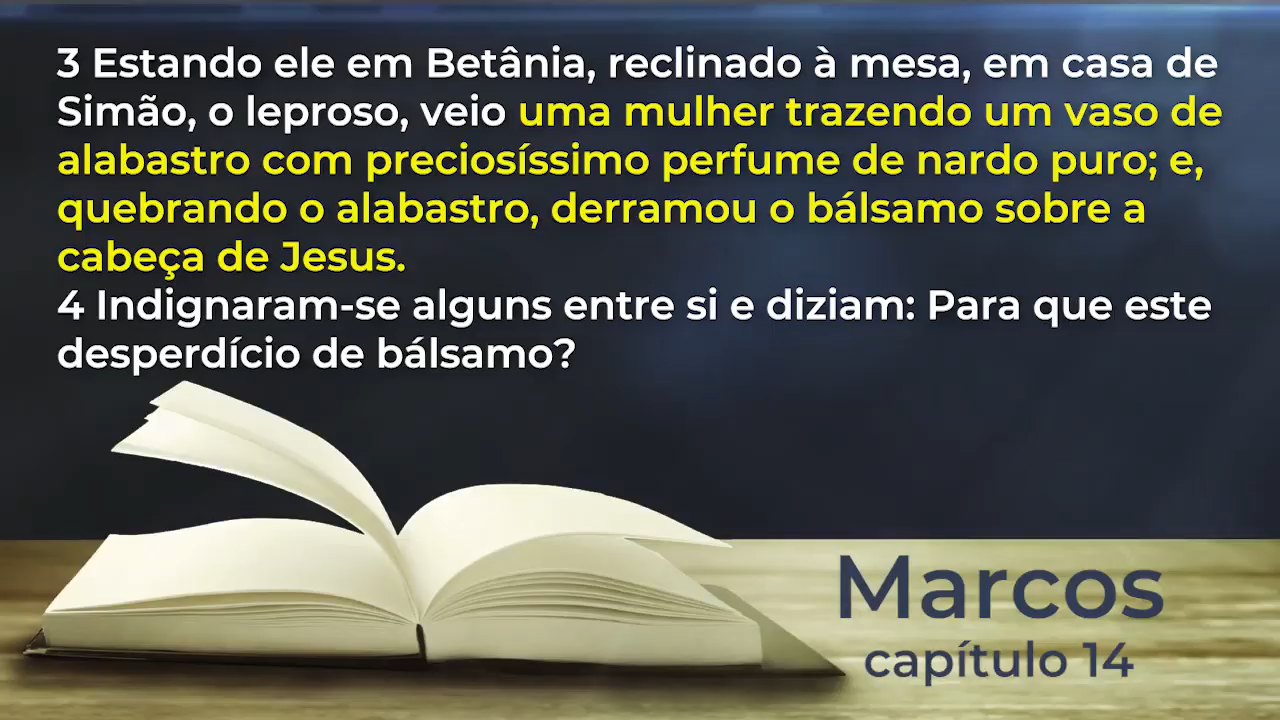 3 Estando ele em Betânia, reclinado à mesa, em casa de
Simão, o leproso, veio uma mulher trazendo um vaso de
alabastro com preciosíssimo perfume de nardo puro; e,
quebrando o alabastro, derramou o bálsamo sobre a
cabeça de Jesus.
4 Indignaram-se alguns entre si e diziam: Para que este
desperdício de bálsamo?
Marcos
capítulo 14